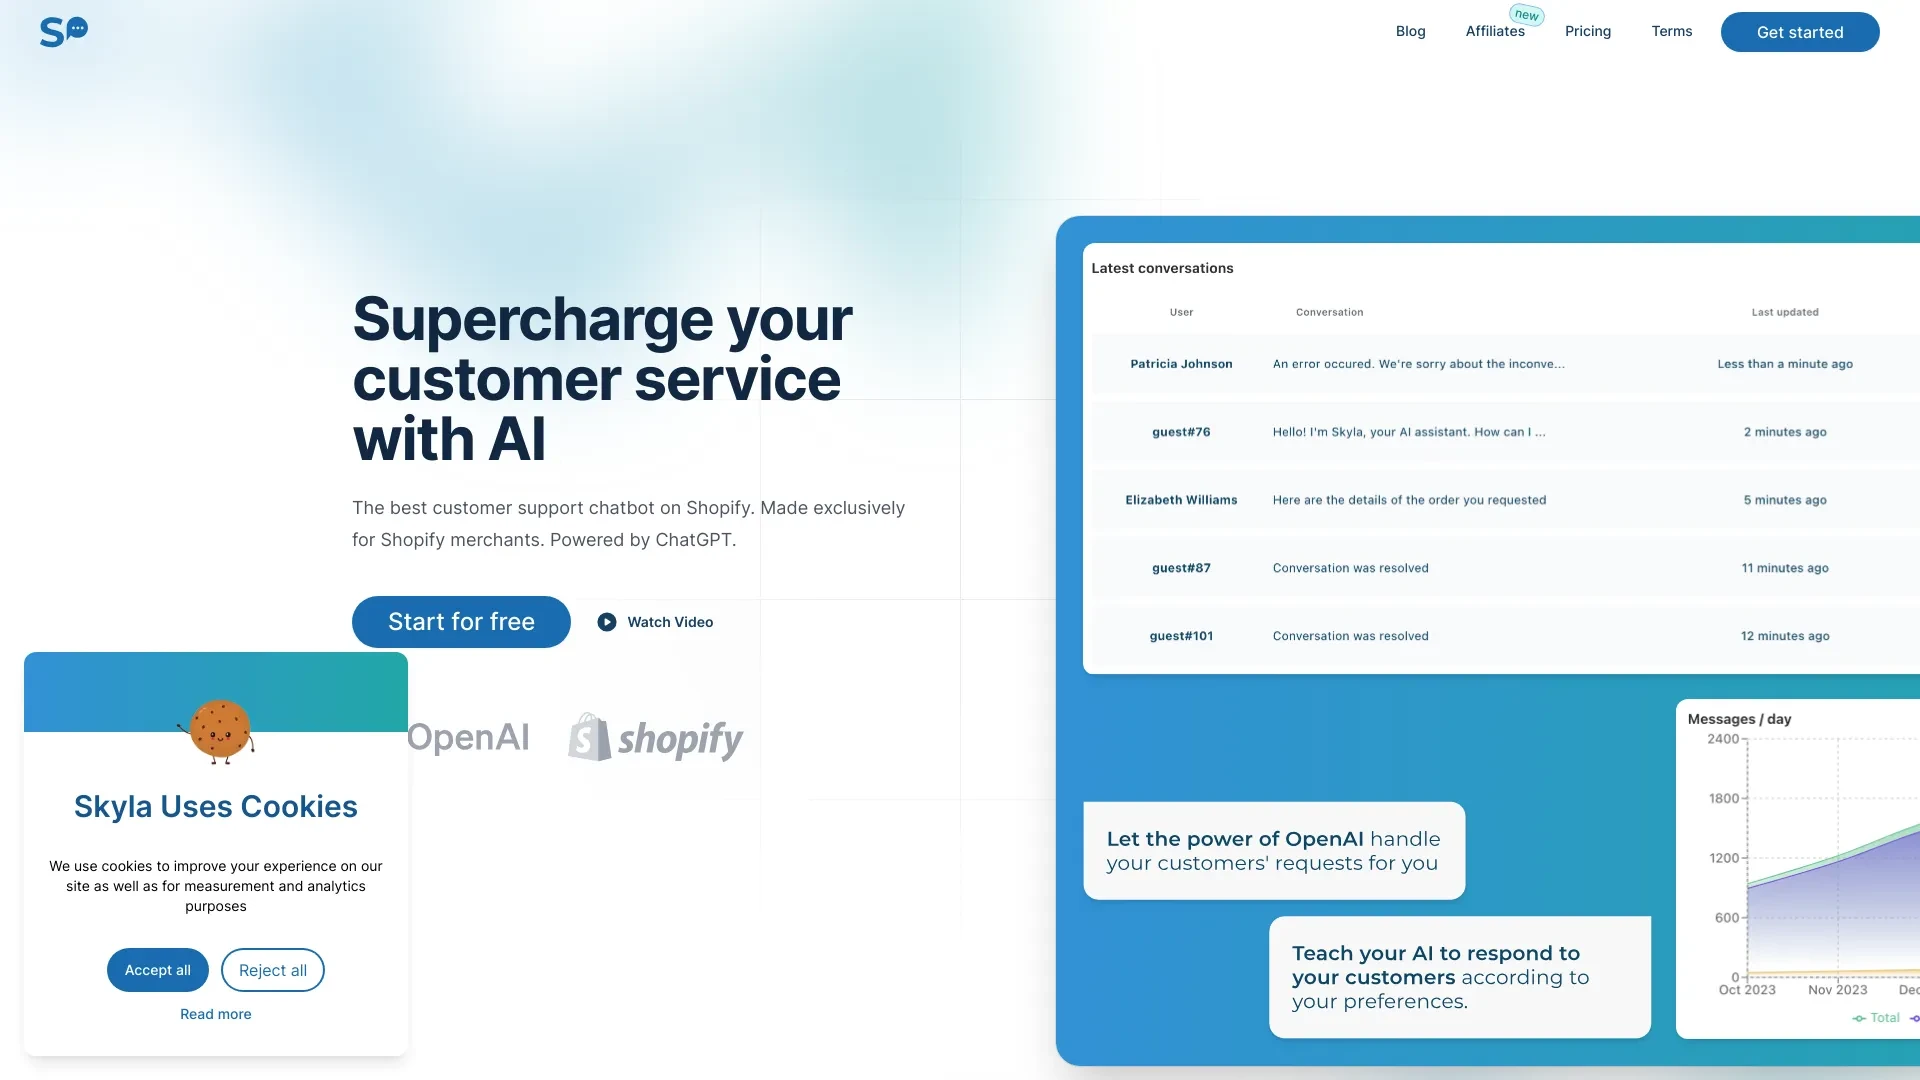 SP
Blog
Affiliates
new
Pricing
Terms
Get started
Supercharge your
customer service
with AI
The best customer support chatbot on Shopify. Made exclusively
for Shopify merchants. Powered by ChatGPT.
Start for free
Watch Video
OpenAI
shopify
Latest conversations
User Conversation Last updated
Patricia Johnson An error occured. We're sorry about the inconve... Less than a minute ago
guest#76 Hello! I'm Skyla, your AI assistant. How can I ... 2 minutes ago
Elizabeth Williams Here are the details of the order you requested 5 minutes ago
guest#87 Conversation was resolved 11 minutes ago
guest#101 Conversation was resolved 12 minutes ago
Let the power of OpenAI handle
your customers' requests for you
Teach your AI to respond to
your customers according to
your preferences.
Messages / day
2400
1800
1200
600
0
Oct 2023 Nov 2023 Dec
Total
Skyla Uses Cookies
We use cookies to improve your experience on our
site as well as for measurement and analytics
purposes
Accept all
Reject all
Read more